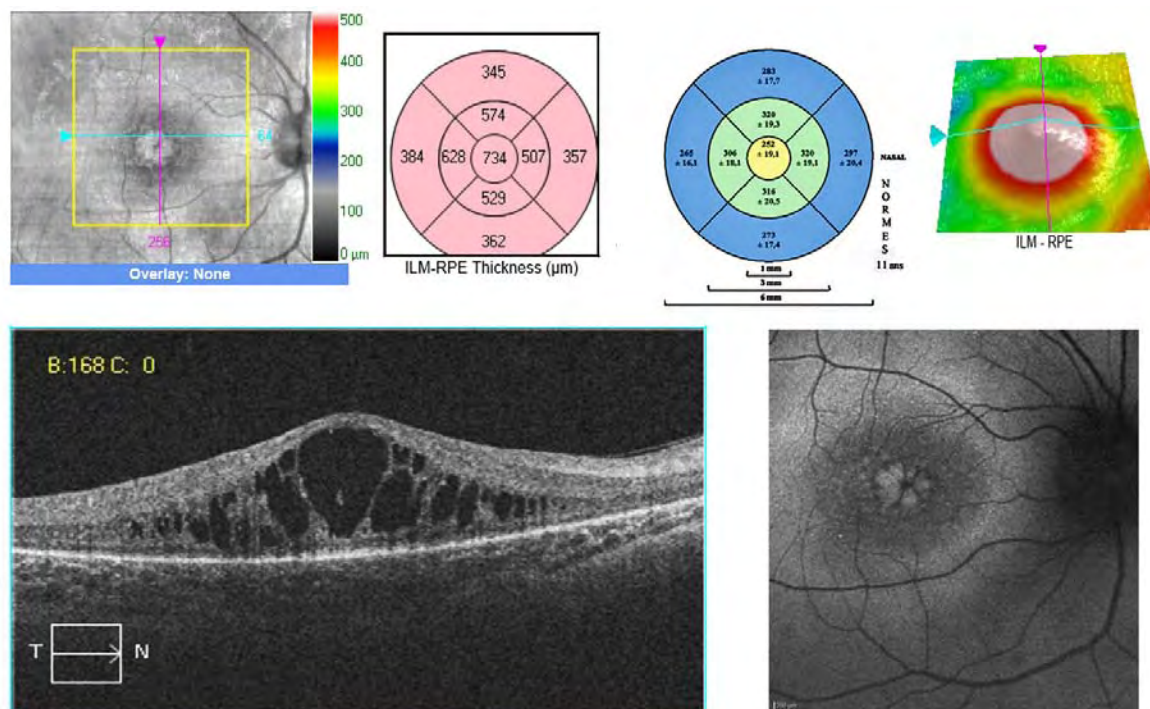 500
400
300
200
100
0 µm
64
256
Overlay: None
345
574
384 628 734 507 357
529
362
ILM-RPE Thickness (µm)
283
± 17,7
320
± 19,3
265
± 16,1
306
± 18,1
252
± 19,1
320
± 19,1
297
± 20,4
316
± 20,5
273
± 17,4
NASAL
NORMES
11 ans
1 mm
3 mm
6 mm
ILM - RPE
B:168 C: 0
T N